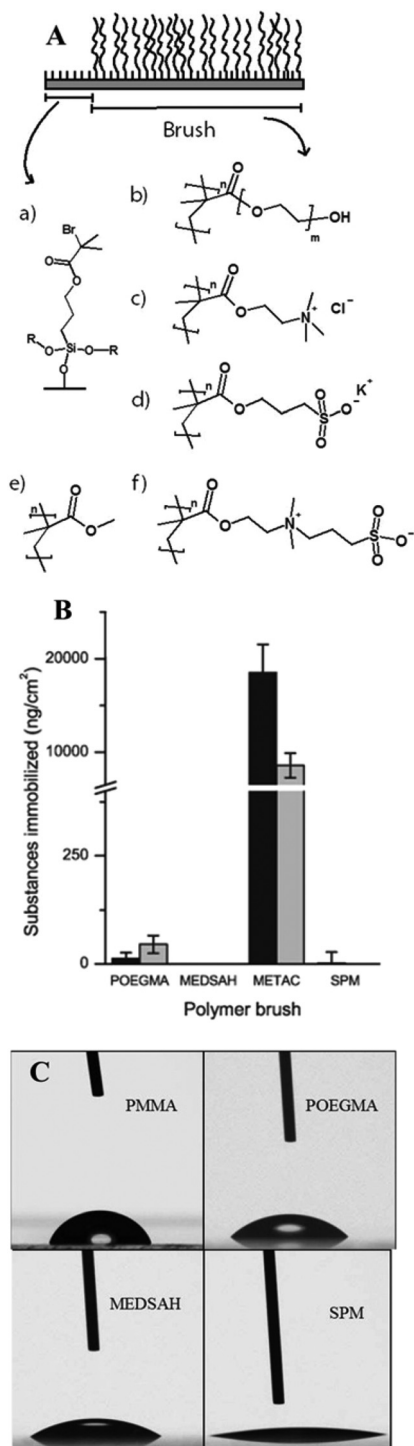 A
Brush
a)
Br
O
O
R
O
Si
O
R
O
b)
n
O
O
OH
m
c)
n
O
O
N+
Cl−
d)
n
O
O
S
O
O
O−
K+
e)
n
O
O
f)
n
O
O
N+
S
O
O
O−
B
Substances immobilized (ng/cm²)
20000
10000
250
0
POEGMA MEDSAH METAC SPM
Polymer brush
C
PMMA
POEGMA
MEDSAH
SPM